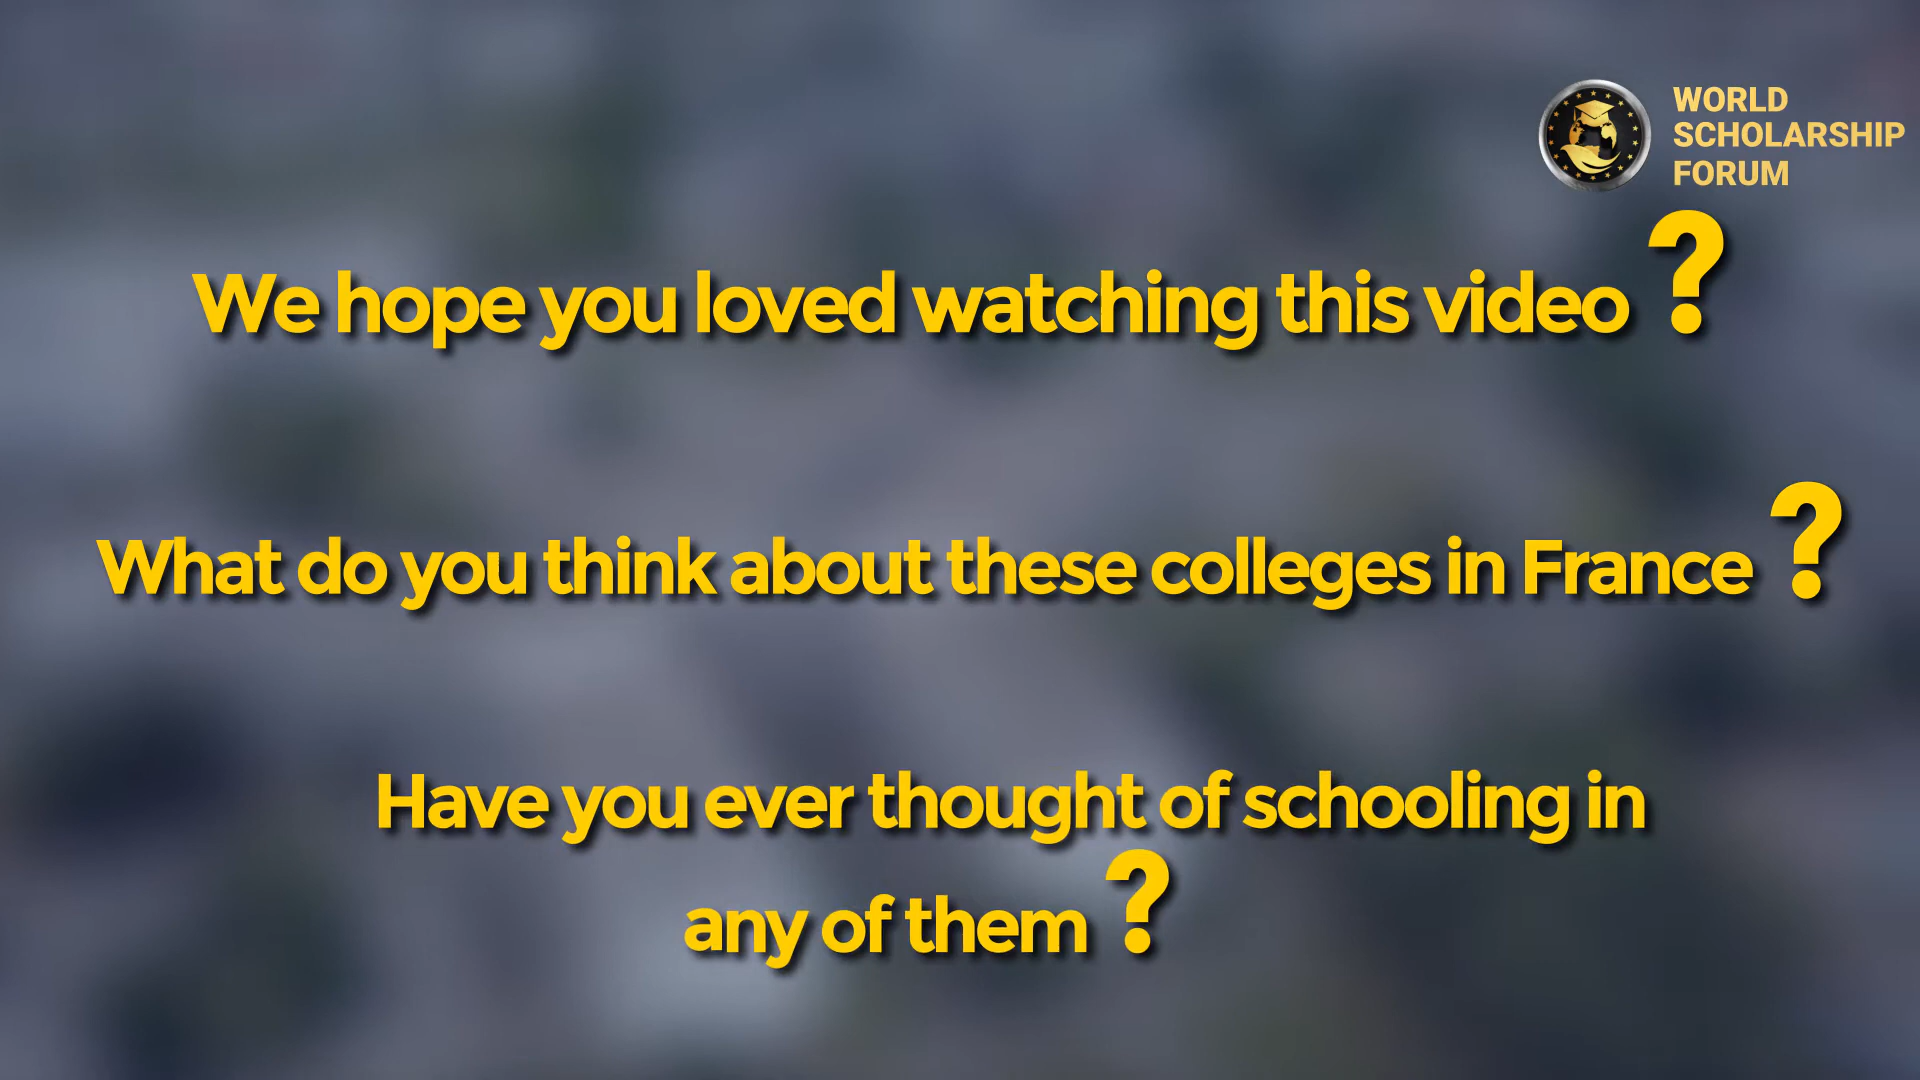 WORLD
SCHOLARSHIP
FORUM
We hope you loved watching this video?
What do you think about these colleges in France?
Have you ever thought of schooling in
any of them?